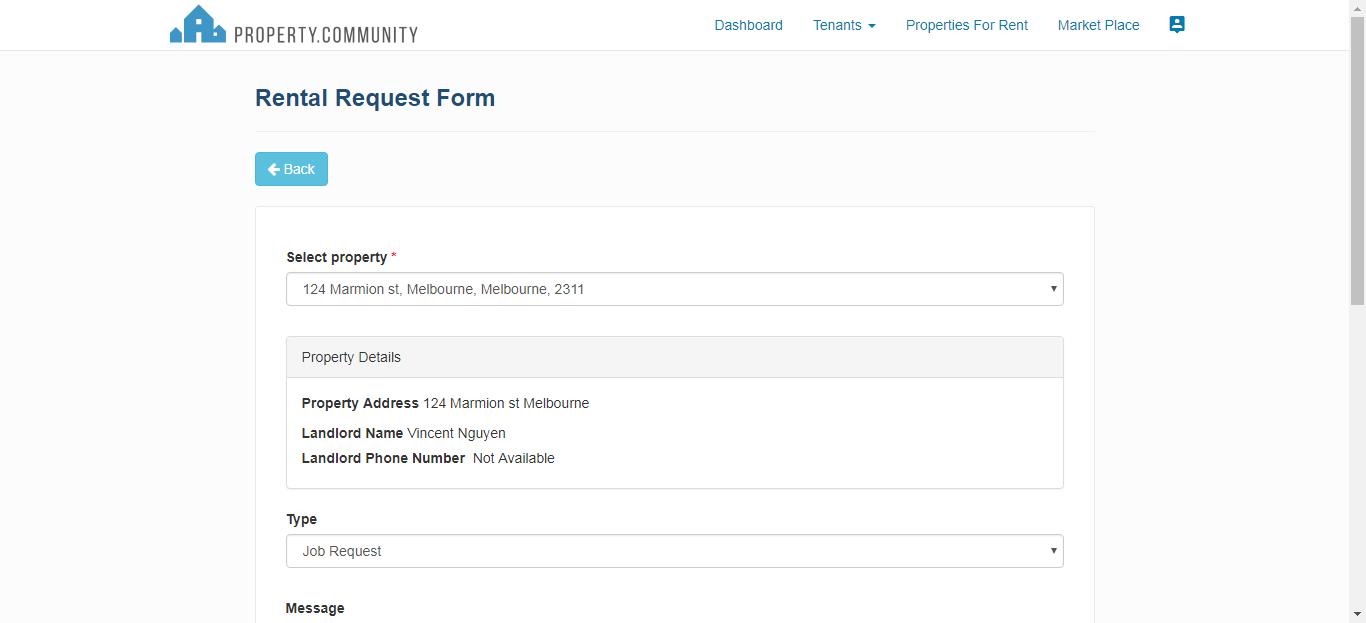 PROPERTY.COMMUNITY
Dashboard Tenants Properties For Rent Market Place
Rental Request Form
Back
Select property *
124 Marmion st, Melbourne, Melbourne, 2311
Property Details
Property Address 124 Marmion st Melbourne
Landlord Name Vincent Nguyen
Landlord Phone Number Not Available
Type
Job Request
Message